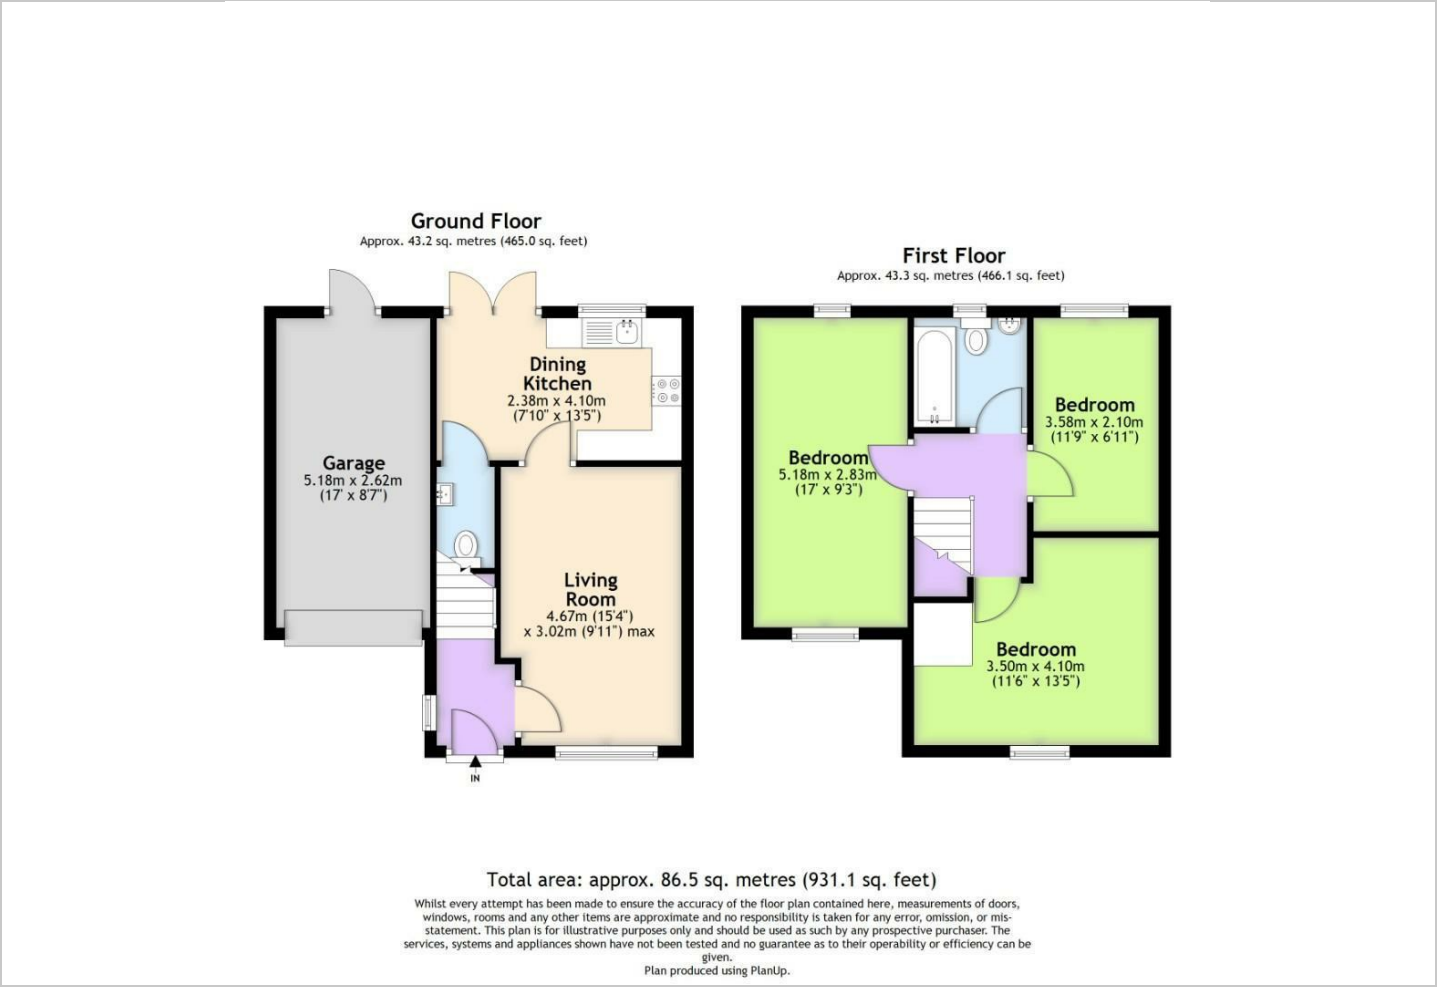 Ground Floor
Approx. 43.2 sq. metres (465.0 sq. feet)
Dining
Kitchen
2.38m x 4.10m
(7'10" x 13'5")
Garage
5.18m x 2.62m
(17' x 8'7")
Living
Room
4.67m (15'4")
x 3.02m (9'11") max
IN
First Floor
Approx. 43.3 sq. metres (466.1 sq. feet)
Bedroom
3.58m x 2.10m
(11'9" x 6'11")
Bedroom
5.18m x 2.83m
(17' x 9'3")
Bedroom
3.50m x 4.10m
(11'6" x 13'5")
Total area: approx. 86.5 sq. metres (931.1 sq. feet)
Whilst every attempt has been made to ensure the accuracy of the floor plan contained here, measurements of doors,
windows, rooms and any other items are approximate and no responsibility is taken for any error, omission, or mis-
statement. This plan is for illustrative purposes only and should be used as such by any prospective purchaser. The
services, systems and appliances shown have not been tested and no guarantee as to their operability or efficiency can be
given.
Plan produced using PlanUp.